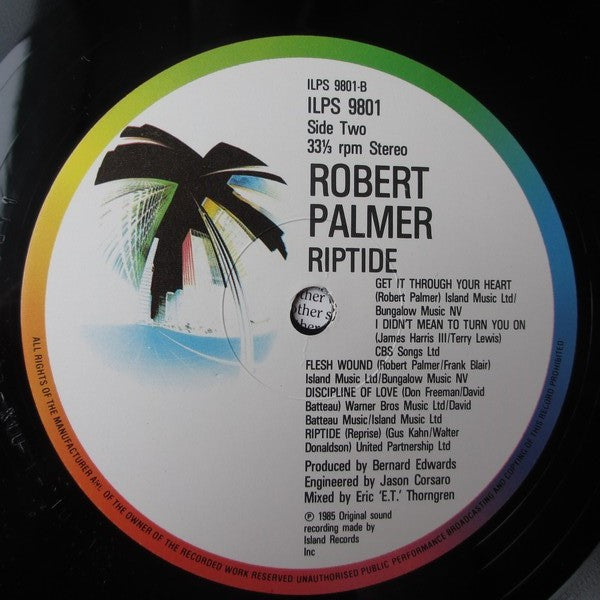 ILPS 9801-B
ILPS 9801
Side Two
33⅓ rpm Stereo
ROBERT
PALMER
RIPTIDE
GET IT THROUGH YOUR HEART
(Robert Palmer) Island Music Ltd/
Bungalow Music NV
I DIDN'T MEAN TO TURN YOU ON
(James Harris III/Terry Lewis)
CBS Songs Ltd
FLESH WOUND (Robert Palmer/Frank Blair)
Island Music Ltd/Bungalow Music NV
DISCIPLINE OF LOVE (Don Freeman/David
Batteau) Warner Bros Music Ltd/David
Batteau Music/Island Music Ltd
RIPTIDE (Reprise) (Gus Kahn/Walter
Donaldson) United Partnership Ltd
Produced by Bernard Edwards
Engineered by Jason Corsaro
Mixed by Eric 'E.T.' Thorngren
℗ 1985 Original sound
recording made by
Island Records
Inc
ALL RIGHTS OF THE MANUFACTURER AND OF THE OWNER OF THE RECORDED WORK RESERVED UNAUTHORISED PUBLIC PERFORMANCE BROADCASTING AND COPYING OF THIS RECORD PROHIBITED
ther
other s
her